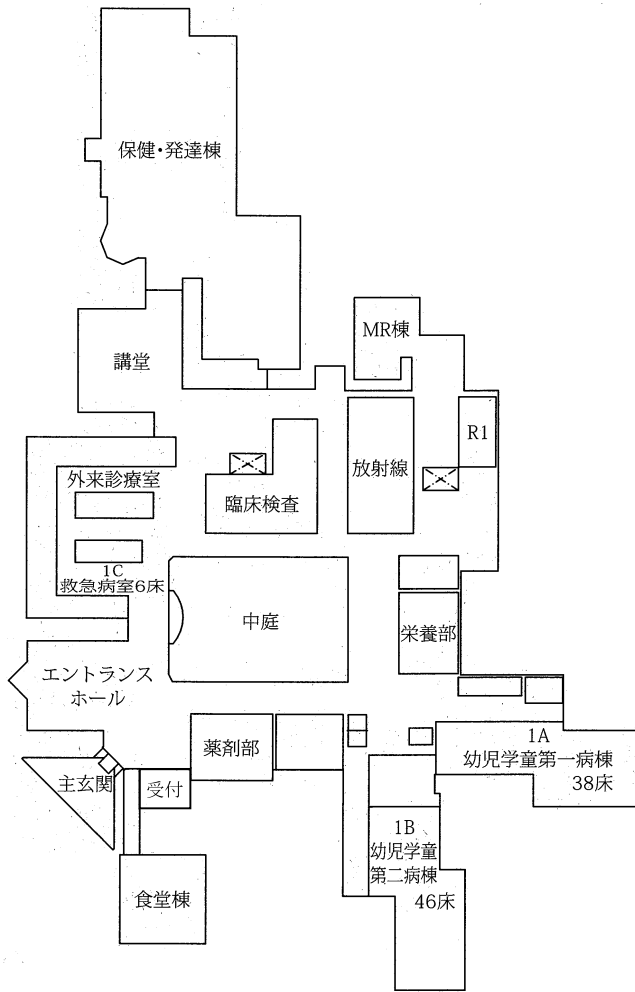 保健・発達棟
MR棟
講堂
R1
放射線
外来診療室
臨床検査
1C
救急病室6床
中庭
栄養部
エントランス
ホール
薬剤部
1A
幼児学童第一病棟
38床
主玄関
受付
1B
幼児学童
第二病棟
46床
食堂棟